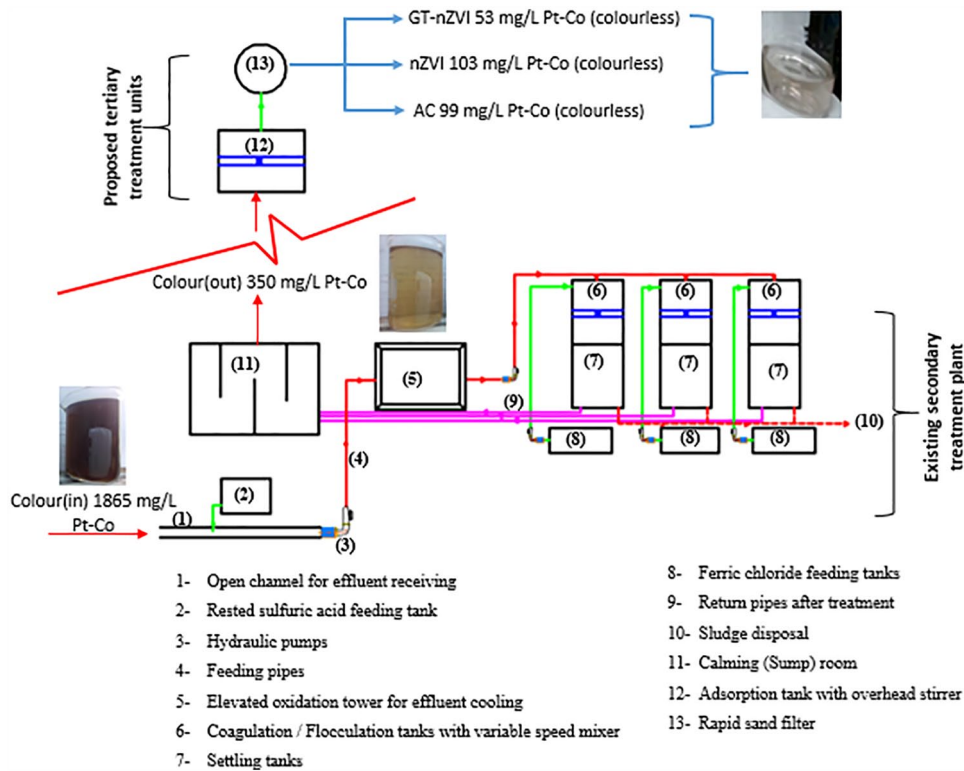 GT-nZVI 53 mg/L Pt-Co (colourless)
nZVI 103 mg/L Pt-Co (colourless)
AC 99 mg/L Pt-Co (colourless)
(13)
(12)
Proposed tertiary
treatment units
Colour(out) 350 mg/L Pt-Co
(11)
(5)
(6)
(6)
(6)
(7)
(7)
(7)
(9)
(8)
(8)
(8)
(10)
Existing secondary
treatment plant
(4)
Colour(in) 1865 mg/L
Pt-Co
(1)
(2)
(3)
1- Open channel for effluent receiving
2- Rested sulfuric acid feeding tank
3- Hydraulic pumps
4- Feeding pipes
5- Elevated oxidation tower for effluent cooling
6- Coagulation / Flocculation tanks with variable speed mixer
7- Settling tanks
8- Ferric chloride feeding tanks
9- Return pipes after treatment
10- Sludge disposal
11- Calming (Sump) room
12- Adsorption tank with overhead stirrer
13- Rapid sand filter